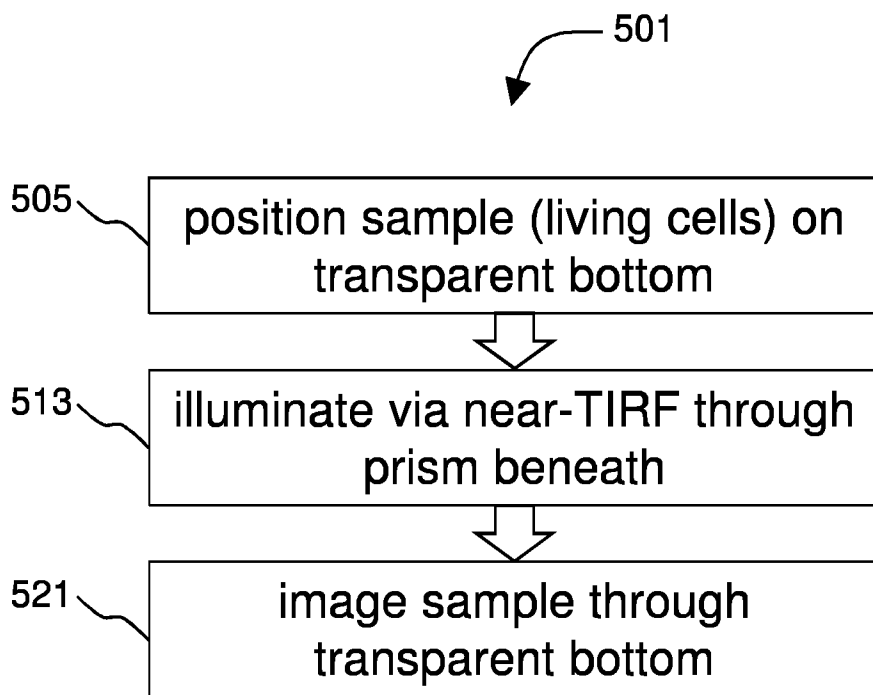 501
505
position sample (living cells) on
transparent bottom
513
illuminate via near-TIRF through
prism beneath
521
image sample through
transparent bottom